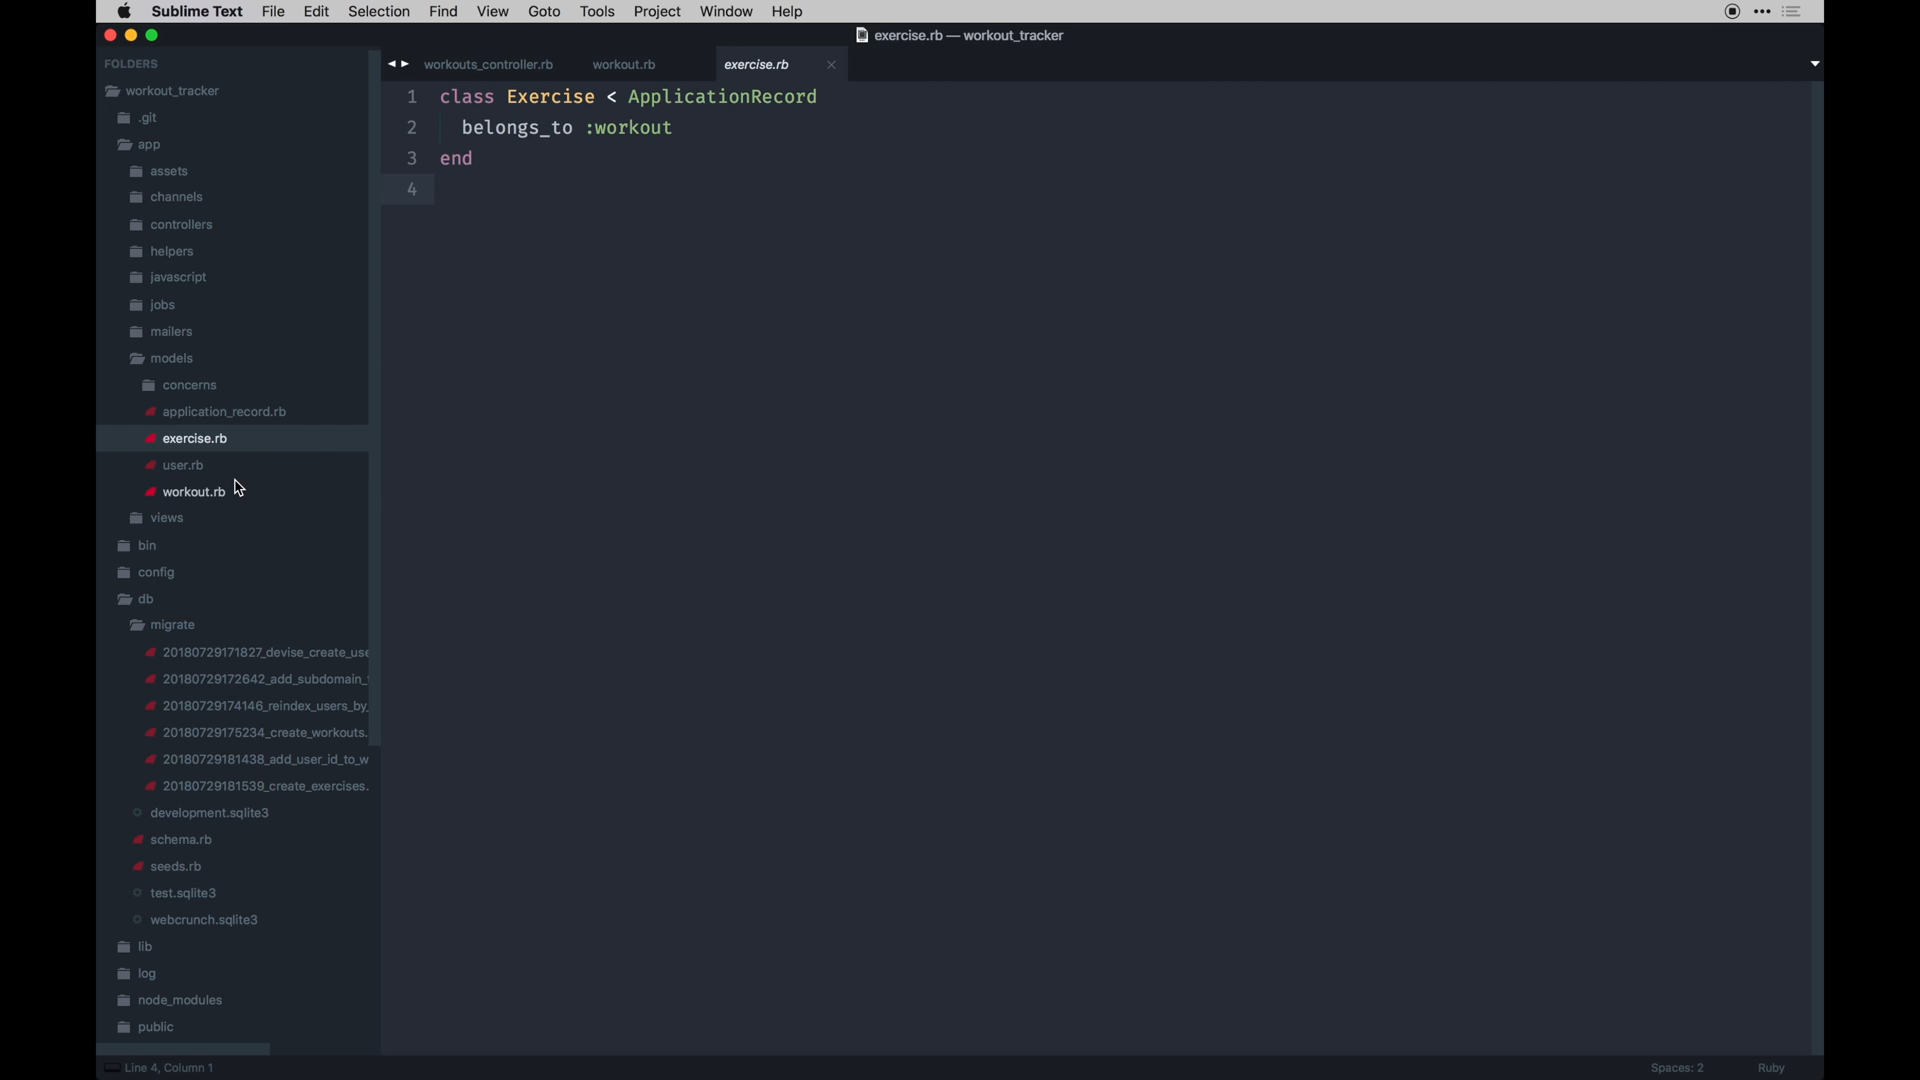 Sublime Text File Edit Selection Find View Goto Tools Project Window Help
exercise.rb — workout_tracker
FOLDERS
workout_tracker
.git
app
assets
channels
controllers
helpers
javascript
jobs
mailers
models
concerns
application_record.rb
exercise.rb
user.rb
workout.rb
views
bin
config
db
migrate
20180729171827_devise_create_use
20180729172642_add_subdomain_
20180729174146_reindex_users_by_
20180729175234_create_workouts.
20180729181438_add_user_id_to_w
20180729181539_create_exercises.
development.sqlite3
schema.rb
seeds.rb
test.sqlite3
webcrunch.sqlite3
lib
log
node_modules
public
workouts_controller.rb workout.rb exercise.rb
1 class Exercise < ApplicationRecord
2 belongs_to :workout
3 end
4
Line 4, Column 1 Spaces: 2 Ruby